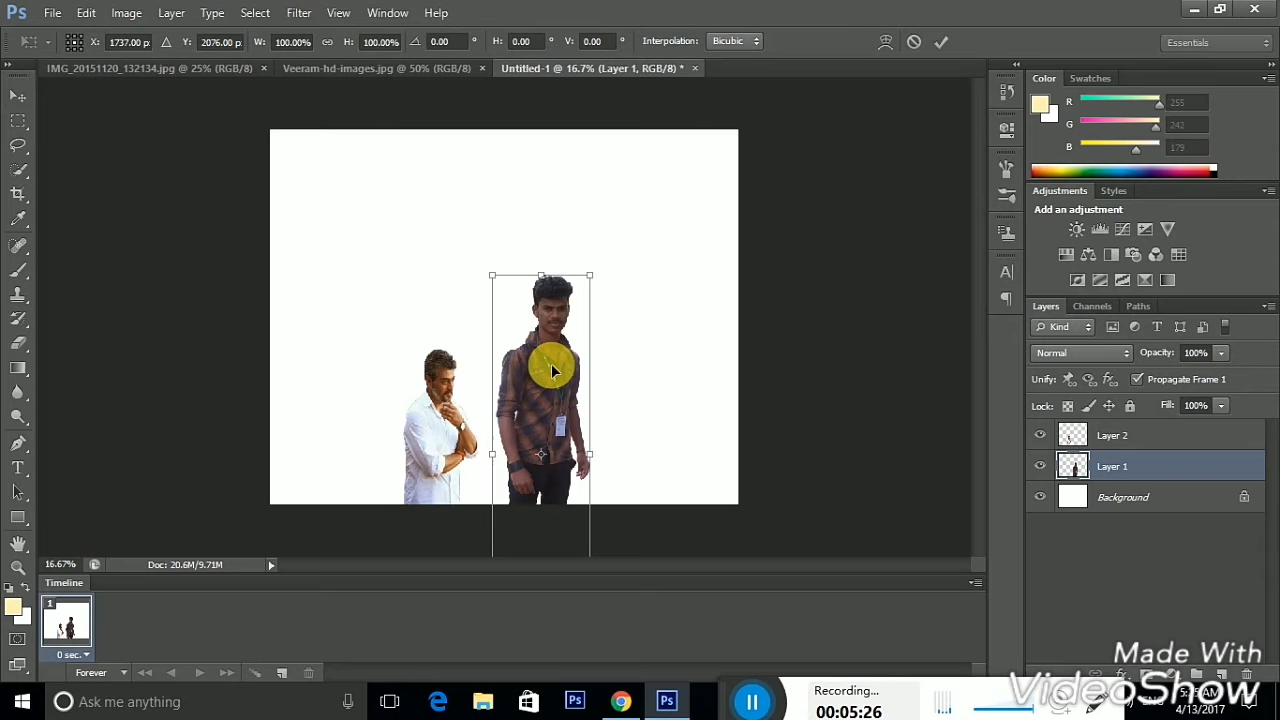 Ps File Edit Image Layer Type Select Filter View Window Help
X: 1737.00 px Y: 2076.00 px W: 100.00% H: 100.00% 0.00 ° H: 0.00 ° V: 0.00 ° Interpolation: Bicubic Essentials
IMG_20151120_132134.jpg @ 25% (RGB/8) × Veeram-hd-images.jpg @ 50% (RGB/8) × Untitled-1 @ 16.7% (Layer 1, RGB/8) * ×
Color Swatches
R 255
G 242
B 179
Adjustments Styles
Add an adjustment
Layers Channels Paths
Kind
Normal Opacity: 100%
Unify: Propagate Frame 1
Lock: Fill: 100%
Layer 2
Layer 1
Background
16.67% Doc: 20.6M/9.71M
Timeline
1
0 sec.
Forever
Made With
VideoShow
Ask me anything
Recording...
00:05:26
ENG
4/13/2017